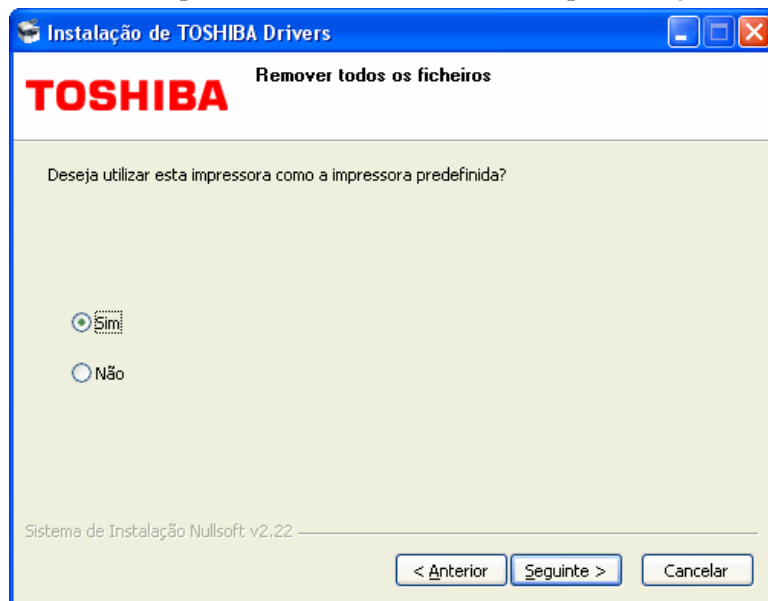 Instalação de TOSHIBA Drivers
TOSHIBA
Remover todos os ficheiros
Deseja utilizar esta impressora como a impressora predefinida?
Sim
Não
Sistema de Instalação Nullsoft v2.22
< Anterior
Seguinte >
Cancelar